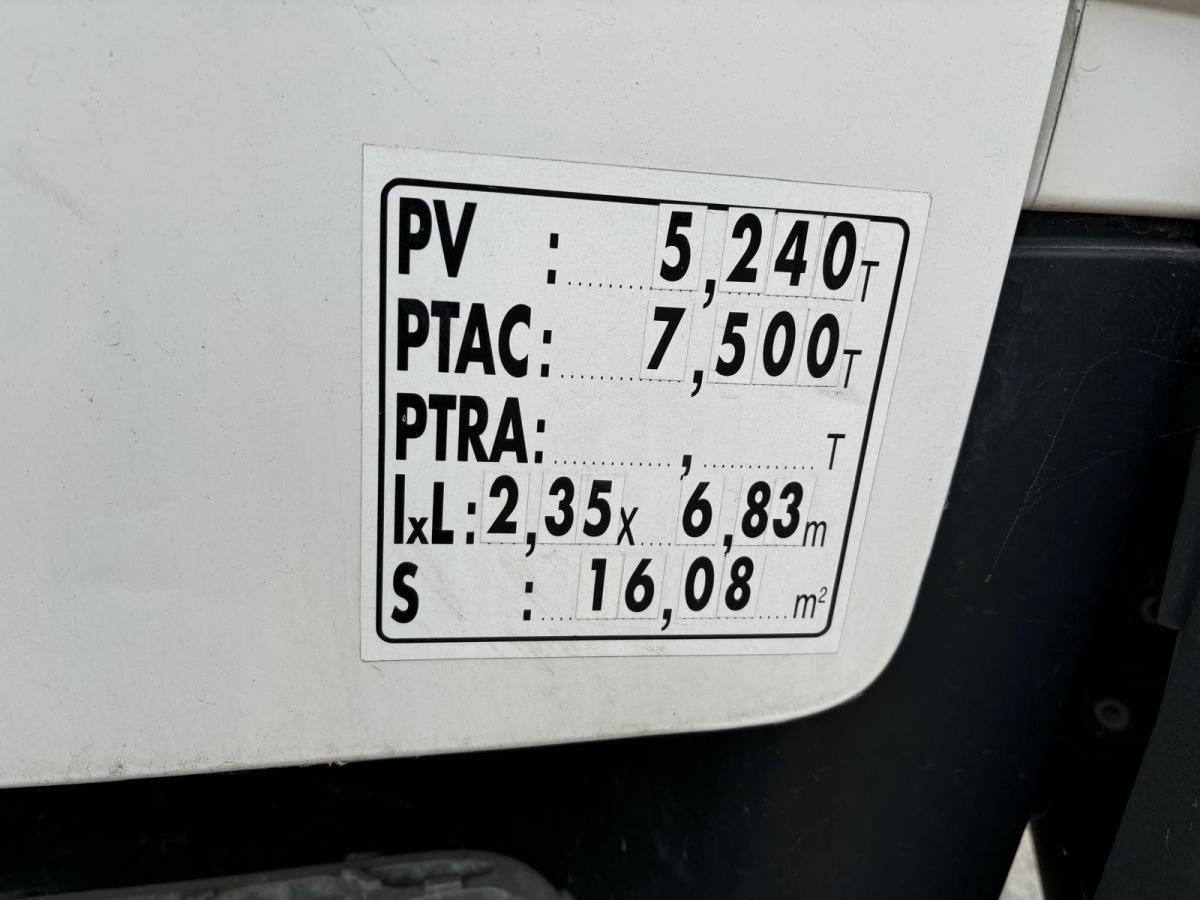 PV : 5,240 T
PTAC : 7,500 T
PTRA : , T
lxL : 2,35 x 6,83 m
S : 16,08 m²